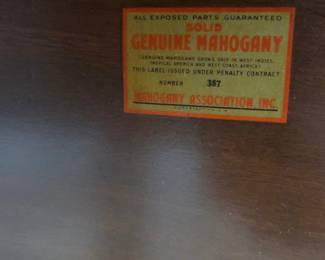 ALL EXPOSED PARTS GUARANTEED
SOLID
GENUINE MAHOGANY
(GENUINE MAHOGANY GROWS ONLY IN WEST INDIES,
TROPICAL AMERICA AND WEST COAST AFRICA)
THIS LABEL ISSUED UNDER PENALTY CONTRACT
NUMBER 387
MAHOGANY ASSOCIATION, INC.